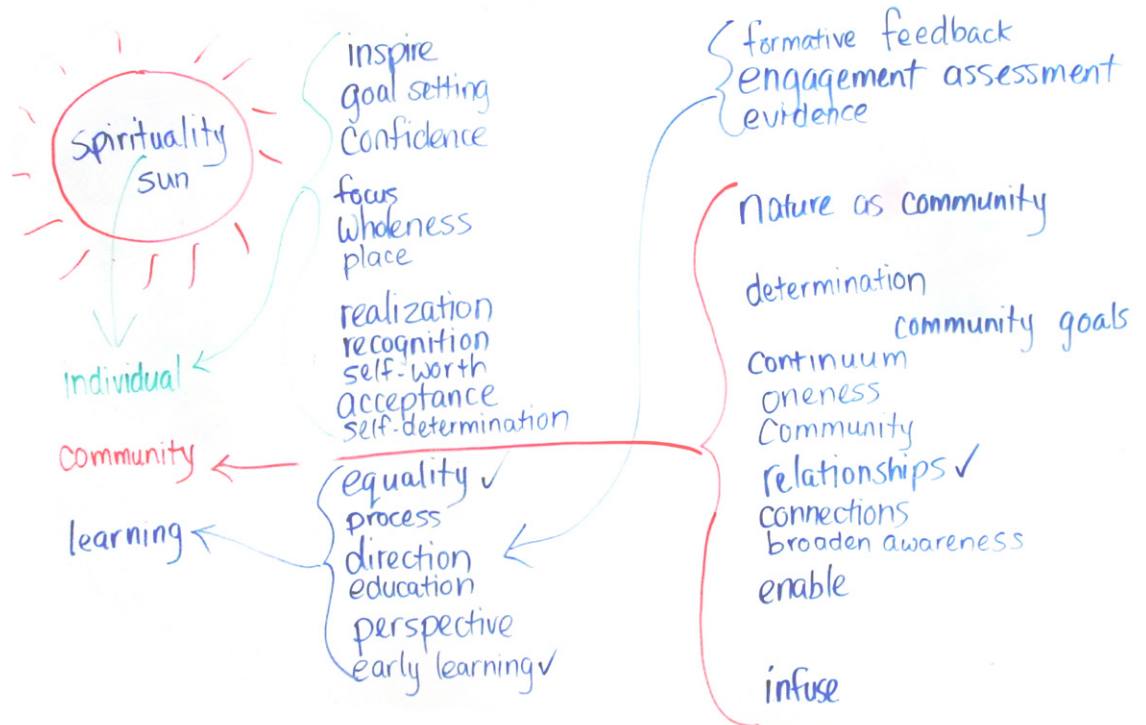 spirituality
sun
individual
community
learning
inspire
goal setting
Confidence
focus
Wholeness
place
realization
recognition
self-worth
acceptance
self-determination
equality ✓
process
direction
education
perspective
early learning ✓
formative feedback
engagement assessment
evidence
Nature as community
determination
community goals
Continuum
oneness
Community
relationships ✓
connections
broaden awareness
enable
infuse